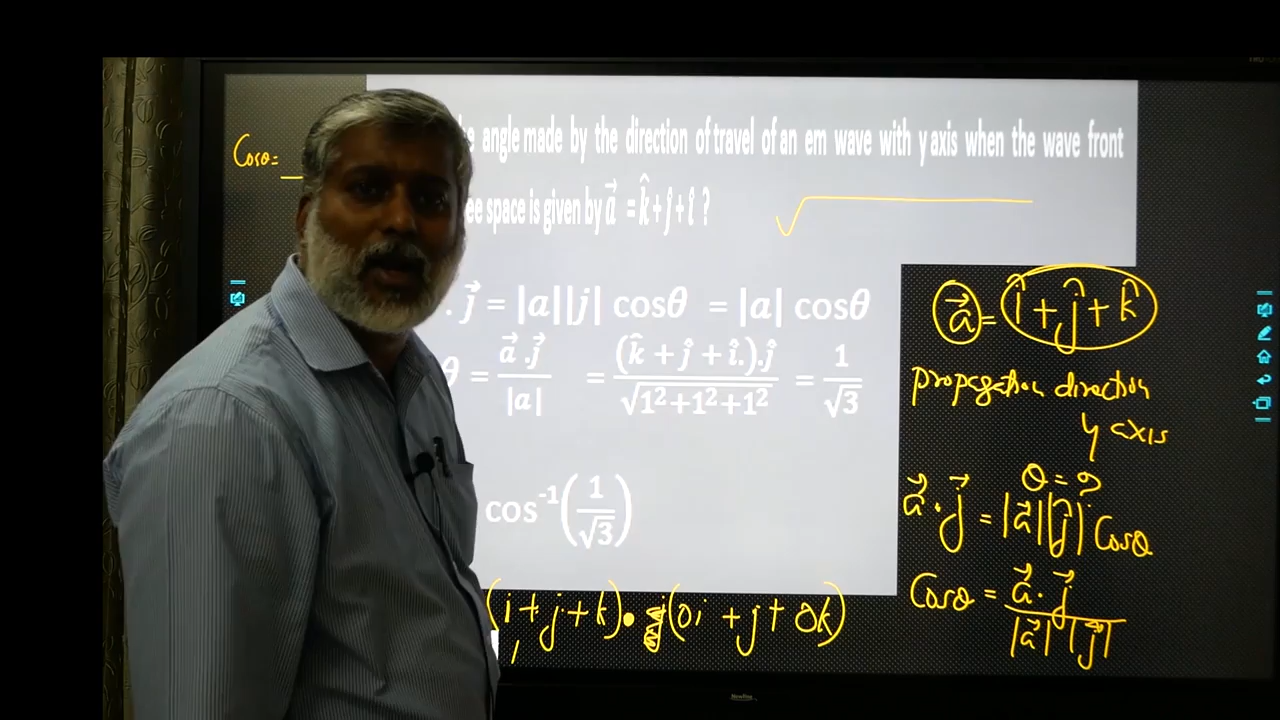 Cosθ =
angle made by the direction of travel of an em wave with y axis when the wave front
space is given by a⃗ = k̂ + ĵ + î ?
. j⃗ = |a||j| cosθ = |a| cosθ
θ = a⃗ . j⃗ / |a| = (k̂ + ĵ + î.).ĵ / √1²+1²+1² = 1/√3
cos⁻¹(1/√3)
(i + j + k) • j(0i + j + 0k)
a⃗ = î + ĵ + k̂
propagation direction
y axis
θ = ?
a⃗ . j⃗ = |a⃗||ĵ| Cosθ
Cosθ = a⃗ . j⃗ / |a⃗| |j⃗|